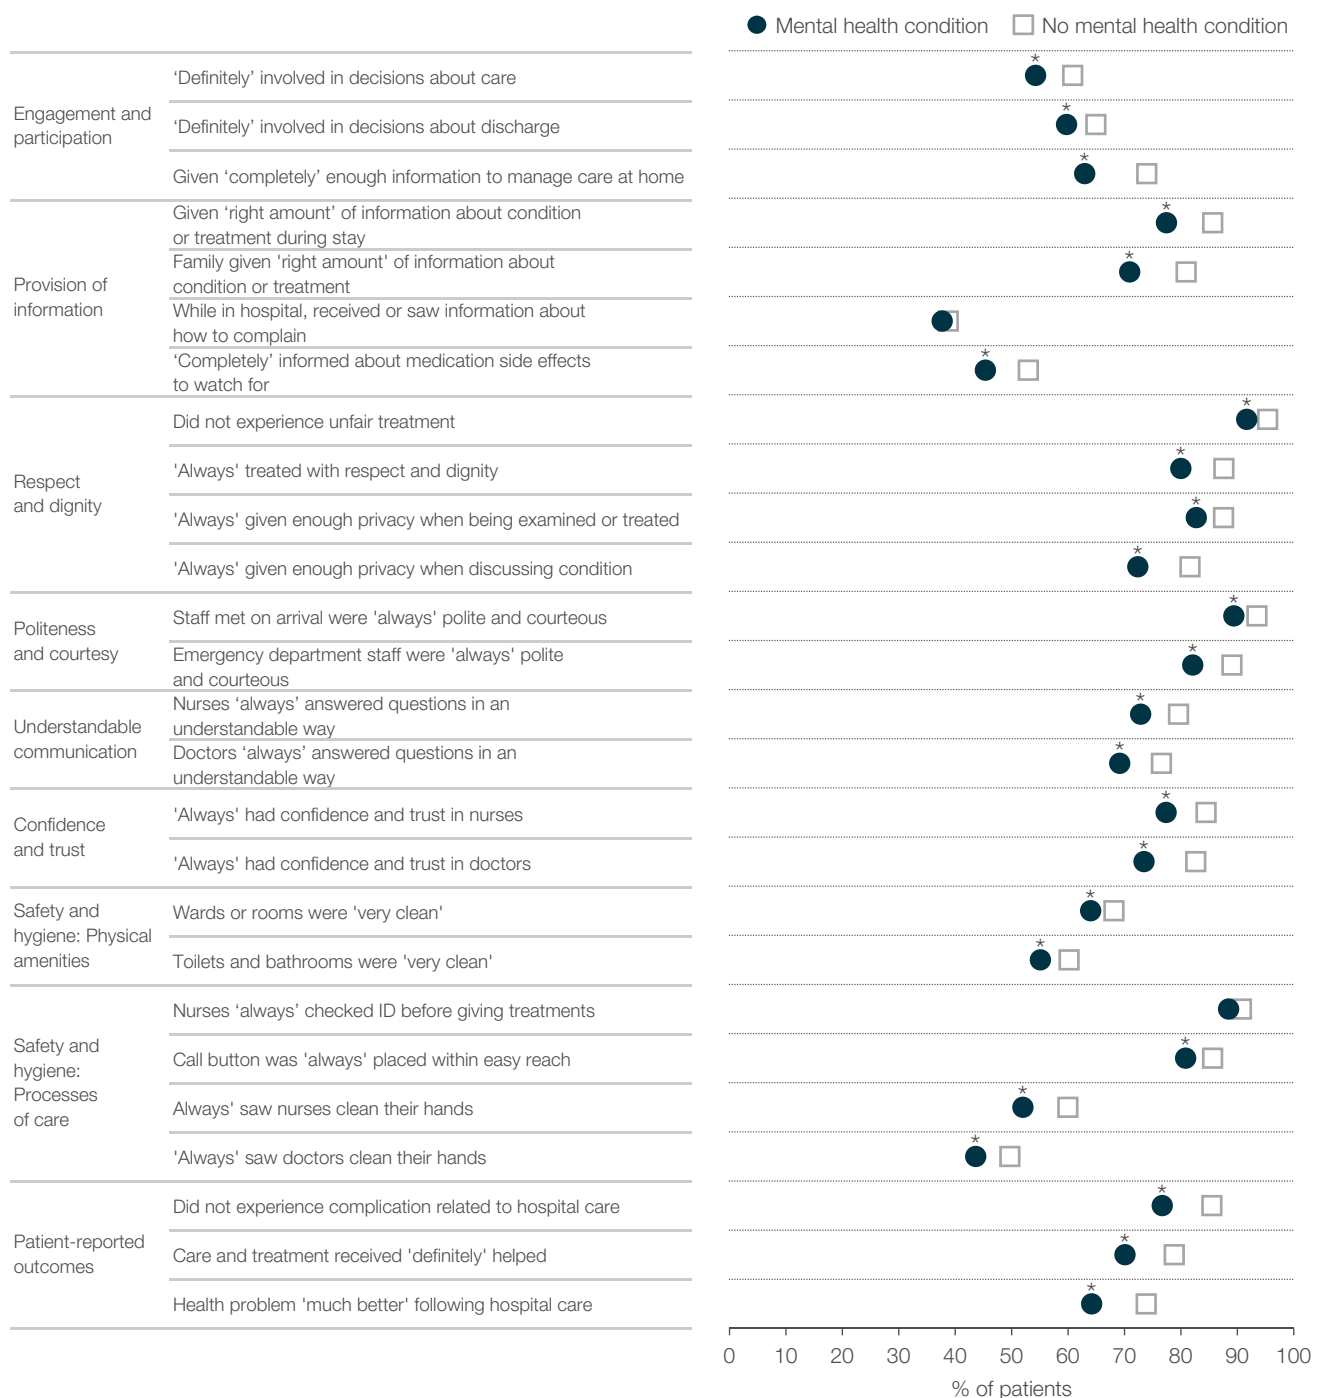 Mental health condition No mental health condition
Engagement and
participation
‘Definitely’ involved in decisions about care
*
‘Definitely’ involved in decisions about discharge
*
Given ‘completely’ enough information to manage care at home
*
Provision of
information
Given ‘right amount’ of information about condition
or treatment during stay
*
Family given 'right amount' of information about
condition or treatment
*
While in hospital, received or saw information about
how to complain
‘Completely’ informed about medication side effects
to watch for
*
Respect
and dignity
Did not experience unfair treatment
*
'Always' treated with respect and dignity
*
'Always' given enough privacy when being examined or treated
*
'Always' given enough privacy when discussing condition
*
Politeness
and courtesy
Staff met on arrival were 'always' polite and courteous
*
Emergency department staff were 'always' polite
and courteous
*
Understandable
communication
Nurses ‘always’ answered questions in an
understandable way
*
Doctors ‘always’ answered questions in an
understandable way
*
Confidence
and trust
'Always' had confidence and trust in nurses
*
'Always' had confidence and trust in doctors
*
Safety and
hygiene: Physical
amenities
Wards or rooms were 'very clean'
*
Toilets and bathrooms were 'very clean'
*
Safety and
hygiene:
Processes
of care
Nurses ‘always’ checked ID before giving treatments
Call button was 'always' placed within easy reach
*
Always' saw nurses clean their hands
*
'Always' saw doctors clean their hands
*
Patient-reported
outcomes
Did not experience complication related to hospital care
*
Care and treatment received 'definitely' helped
*
Health problem 'much better' following hospital care
*
0 10 20 30 40 50 60 70 80 90 100
% of patients